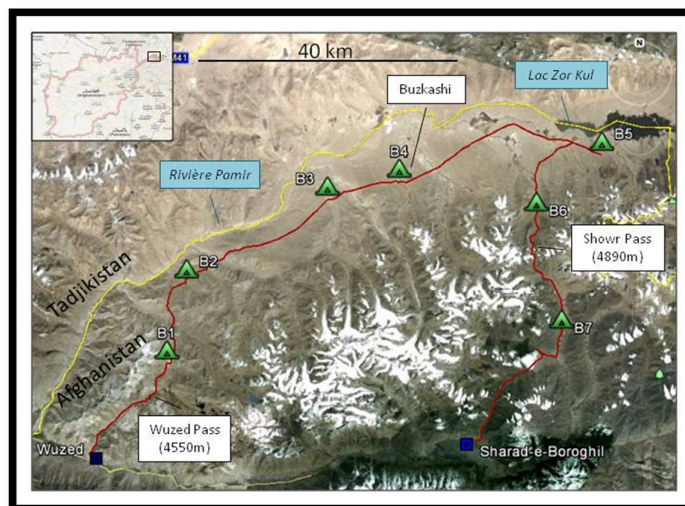 40 km
N
M41
Buzkashi
Lac Zor Kul
B5
B4
B3
Rivière Pamir
B6
Showr Pass
(4890m)
Tadjikistan
B2
Afghanistan
B1
B7
Wuzed Pass
(4550m)
Wuzed
Sharad-e-Boroghil